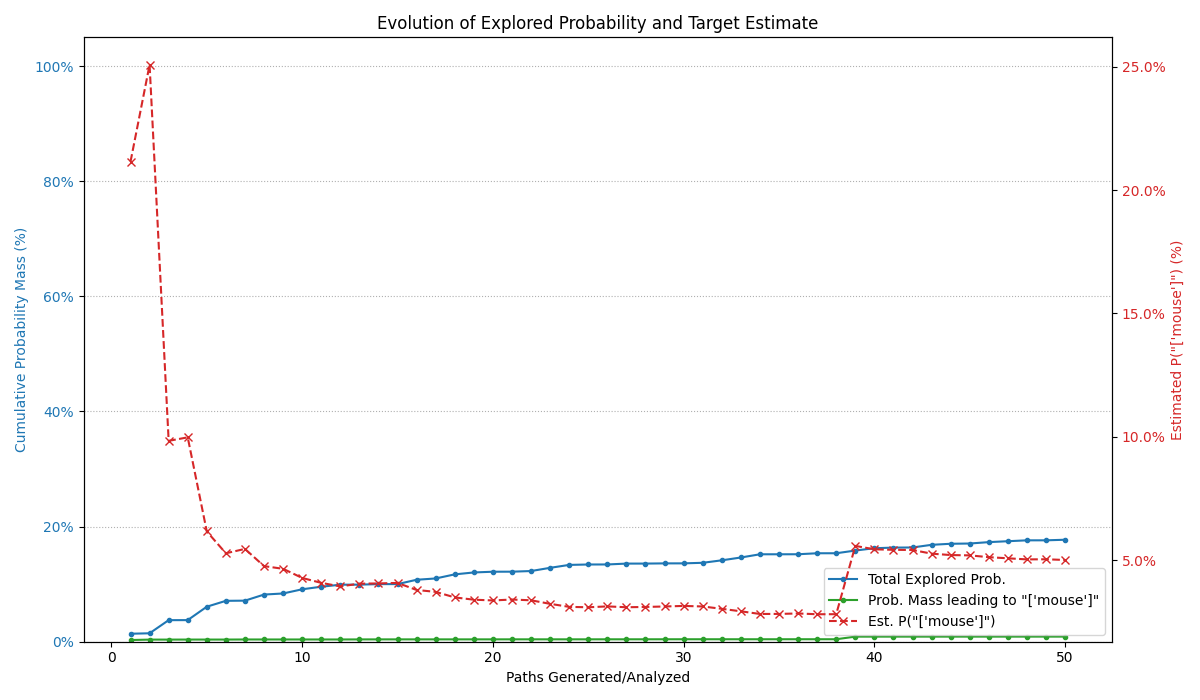 Evolution of Explored Probability and Target Estimate
Cumulative Probability Mass (%)
100%
80%
60%
40%
20%
0%
25.0%
20.0%
15.0%
10.0%
5.0%
Estimated P("['mouse']") (%)
Total Explored Prob.
Prob. Mass leading to "['mouse']"
Est. P("['mouse']")
0 10 20 30 40 50
Paths Generated/Analyzed